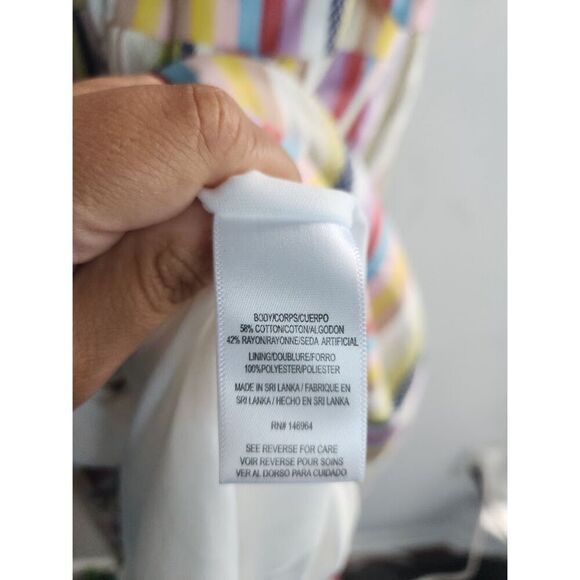 BODY/CORPS/CUERPO
58% COTTON/COTON/ALGODON
42% RAYON/RAYONNE/SEDA ARTIFICIAL
LINING/DOUBLURE/FORRO
100%POLYESTER/POLIESTER
MADE IN SRI LANKA / FABRIQUE EN
SRI LANKA / HECHO EN SRI LANKA
RN# 146964
SEE REVERSE FOR CARE
VOIR REVERSE POUR SOINS
VER AL DORSO PARA CUIDADO